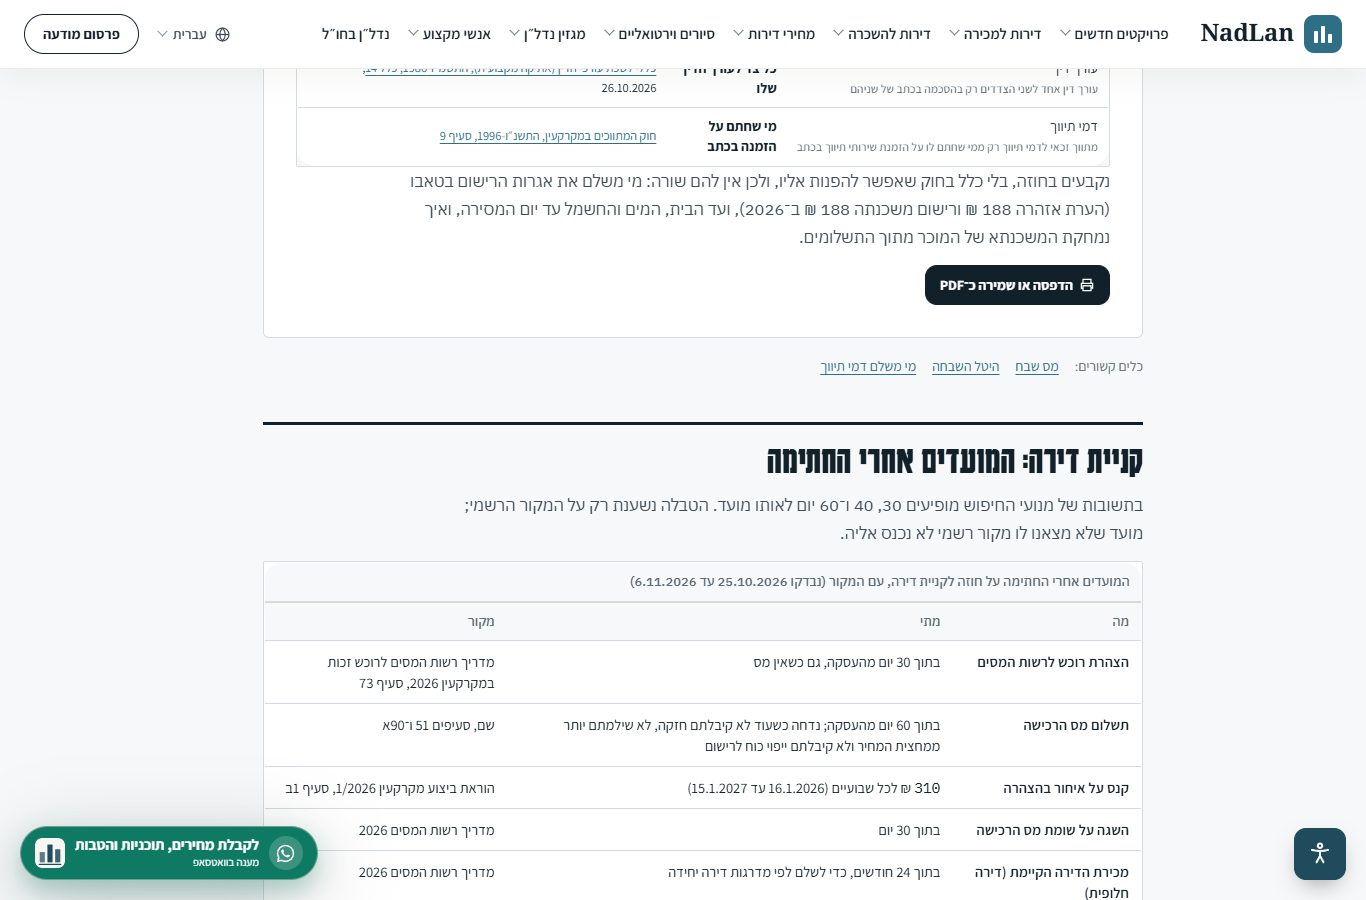 NadLan
פרויקטים חדשים
דירות למכירה
דירות להשכרה
מחירי דירות
סיורים וירטואליים
מגזין נדל״ן
אנשי מקצוע
נדל״ן בחו״ל
עברית
פרסום מודעה
עורך דין
כל צד לעורך הדין
שלו
26.10.2026
עורך דין אחד לשני הצדדים רק בהסכמה בכתב של שניהם
דמי תיווך
מתווך זכאי לדמי תיווך רק ממי שחתם לו על הזמנת שירותי תיווך בכתב
מי שחתם על
הזמנה בכתב
חוק המתווכים במקרקעין, התשנ״ו-1996, סעיף 9
נקבעים בחוזה, בלי כלל בחוק שאפשר להפנות אליו, ולכן אין להם שורה: מי משלם את אגרות הרישום בטאבו
(הערת אזהרה 188 ₪ ורישום משכנתה 188 ₪ ב־2026), ועד הבית, המים והחשמל עד יום המסירה, ואיך
נמחקת המשכנתא של המוכר מתוך התשלומים.
הדפסה או שמירה כ־PDF
כלים קשורים: מס שבח היטל השבחה מי משלם דמי תיווך
קניית דירה: המועדים אחרי החתימה
בתשובות של מנועי החיפוש מופיעים 30, 40 ו־60 יום לאותו מועד. הטבלה נשענת רק על המקור הרשמי;
מועד שלא מצאנו לו מקור רשמי לא נכנס אליה.
המועדים אחרי החתימה על חוזה לקניית דירה, עם המקור (נבדקו 25.10.2026 עד 6.11.2026)
מה מתי מקור
הצהרת רוכש לרשות המסים
בתוך 30 יום מהעסקה, גם כשאין מס
מדריך רשות המסים לרוכש זכות
במקרקעין 2026, סעיף 73
תשלום מס הרכישה
בתוך 60 יום מהעסקה; נדחה כשעוד לא קיבלתם חזקה, לא שילמתם יותר
ממחצית המחיר ולא קיבלתם ייפוי כוח לרישום
שם, סעיפים 51 ו־90א
קנס על איחור בהצהרה
310 ₪ לכל שבועיים (16.1.2026 עד 15.1.2027)
הוראת ביצוע מקרקעין 1/2026, סעיף 1ב
השגה על שומת מס הרכישה
בתוך 30 יום
מדריך רשות המסים 2026
מכירת הדירה הקיימת (דירה
חלופית)
בתוך 24 חודשים, כדי לשלם לפי מדרגות דירה יחידה
מדריך רשות המסים 2026
לקבלת מחירים, תוכניות והטבות
מענה בוואטסאפ